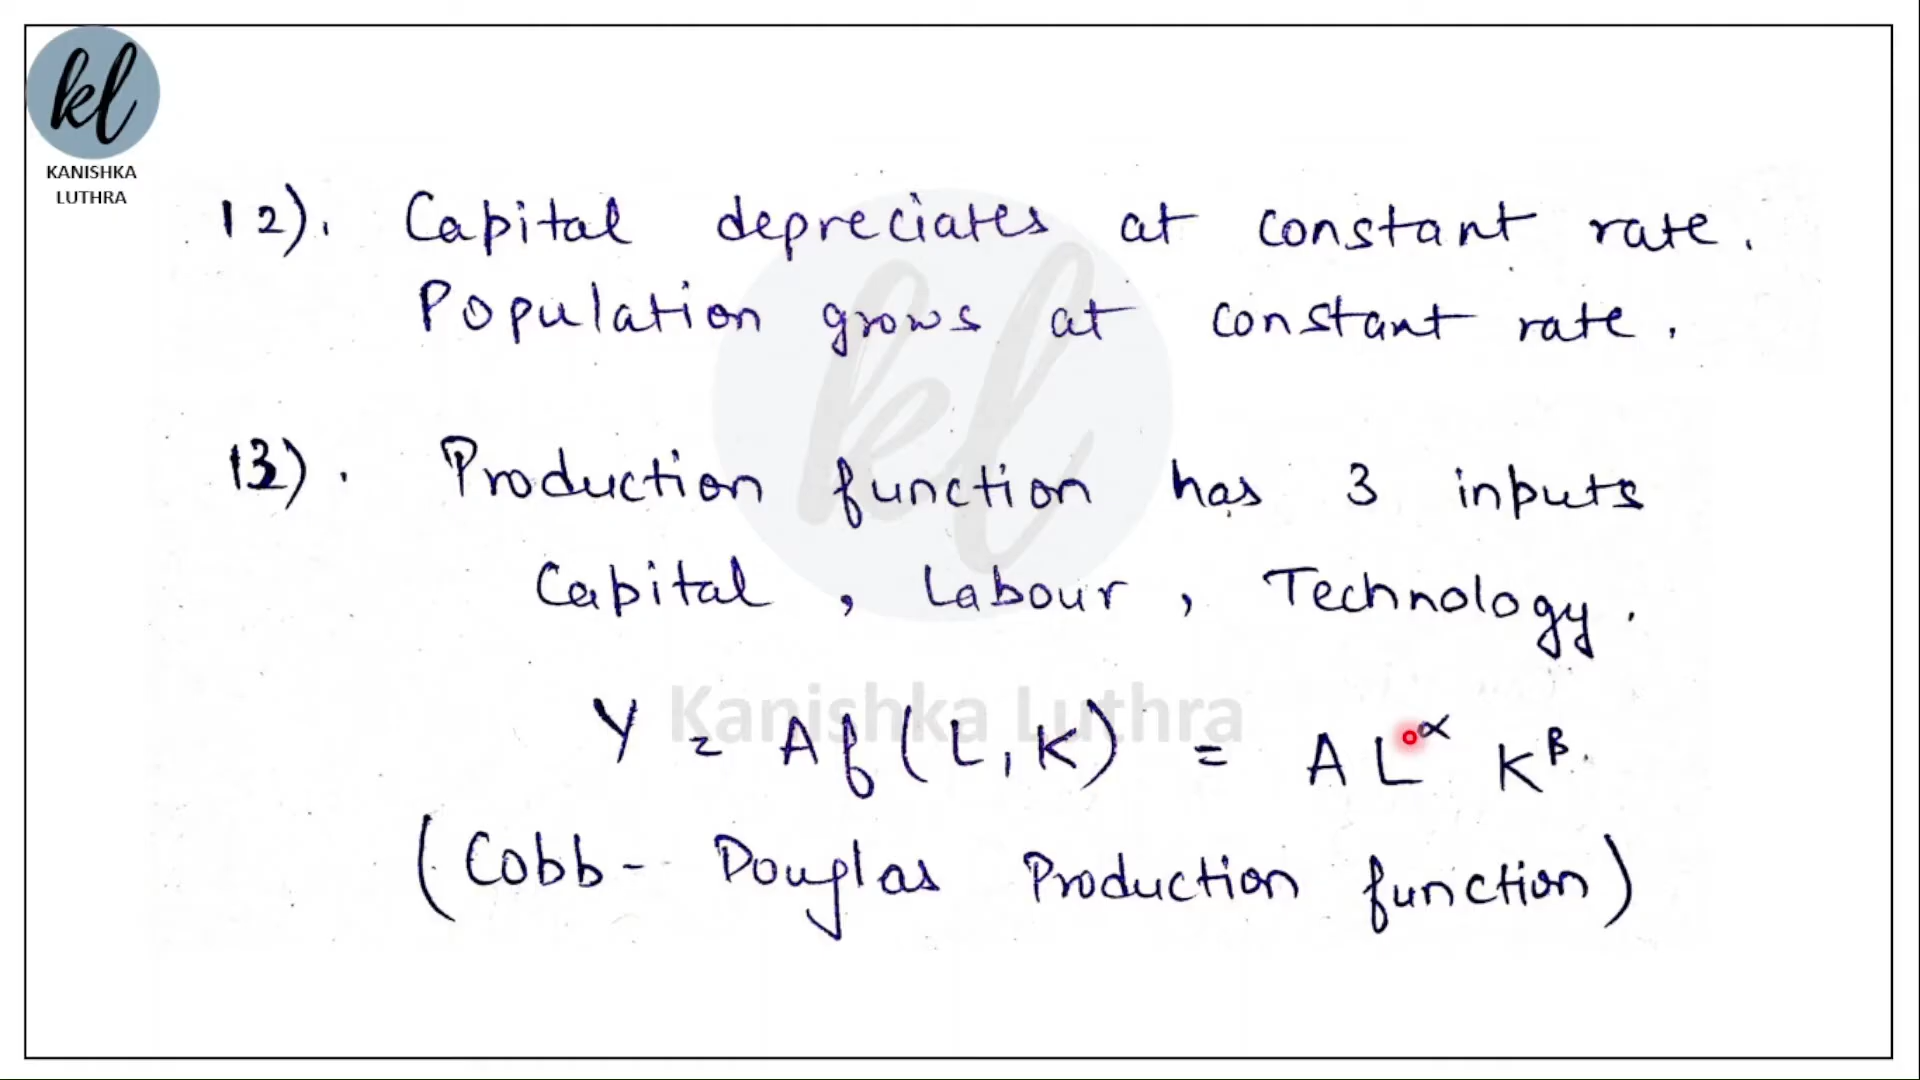 kl
KANISHKA
LUTHRA
12). Capital depreciates at constant rate.
Population grows at constant rate.
13). Production function has 3 inputs
Capital, Labour, Technology.
Kanishka Luthra
Y = Af(L, K) = A L^α K^β.
(Cobb-Douglas Production function)